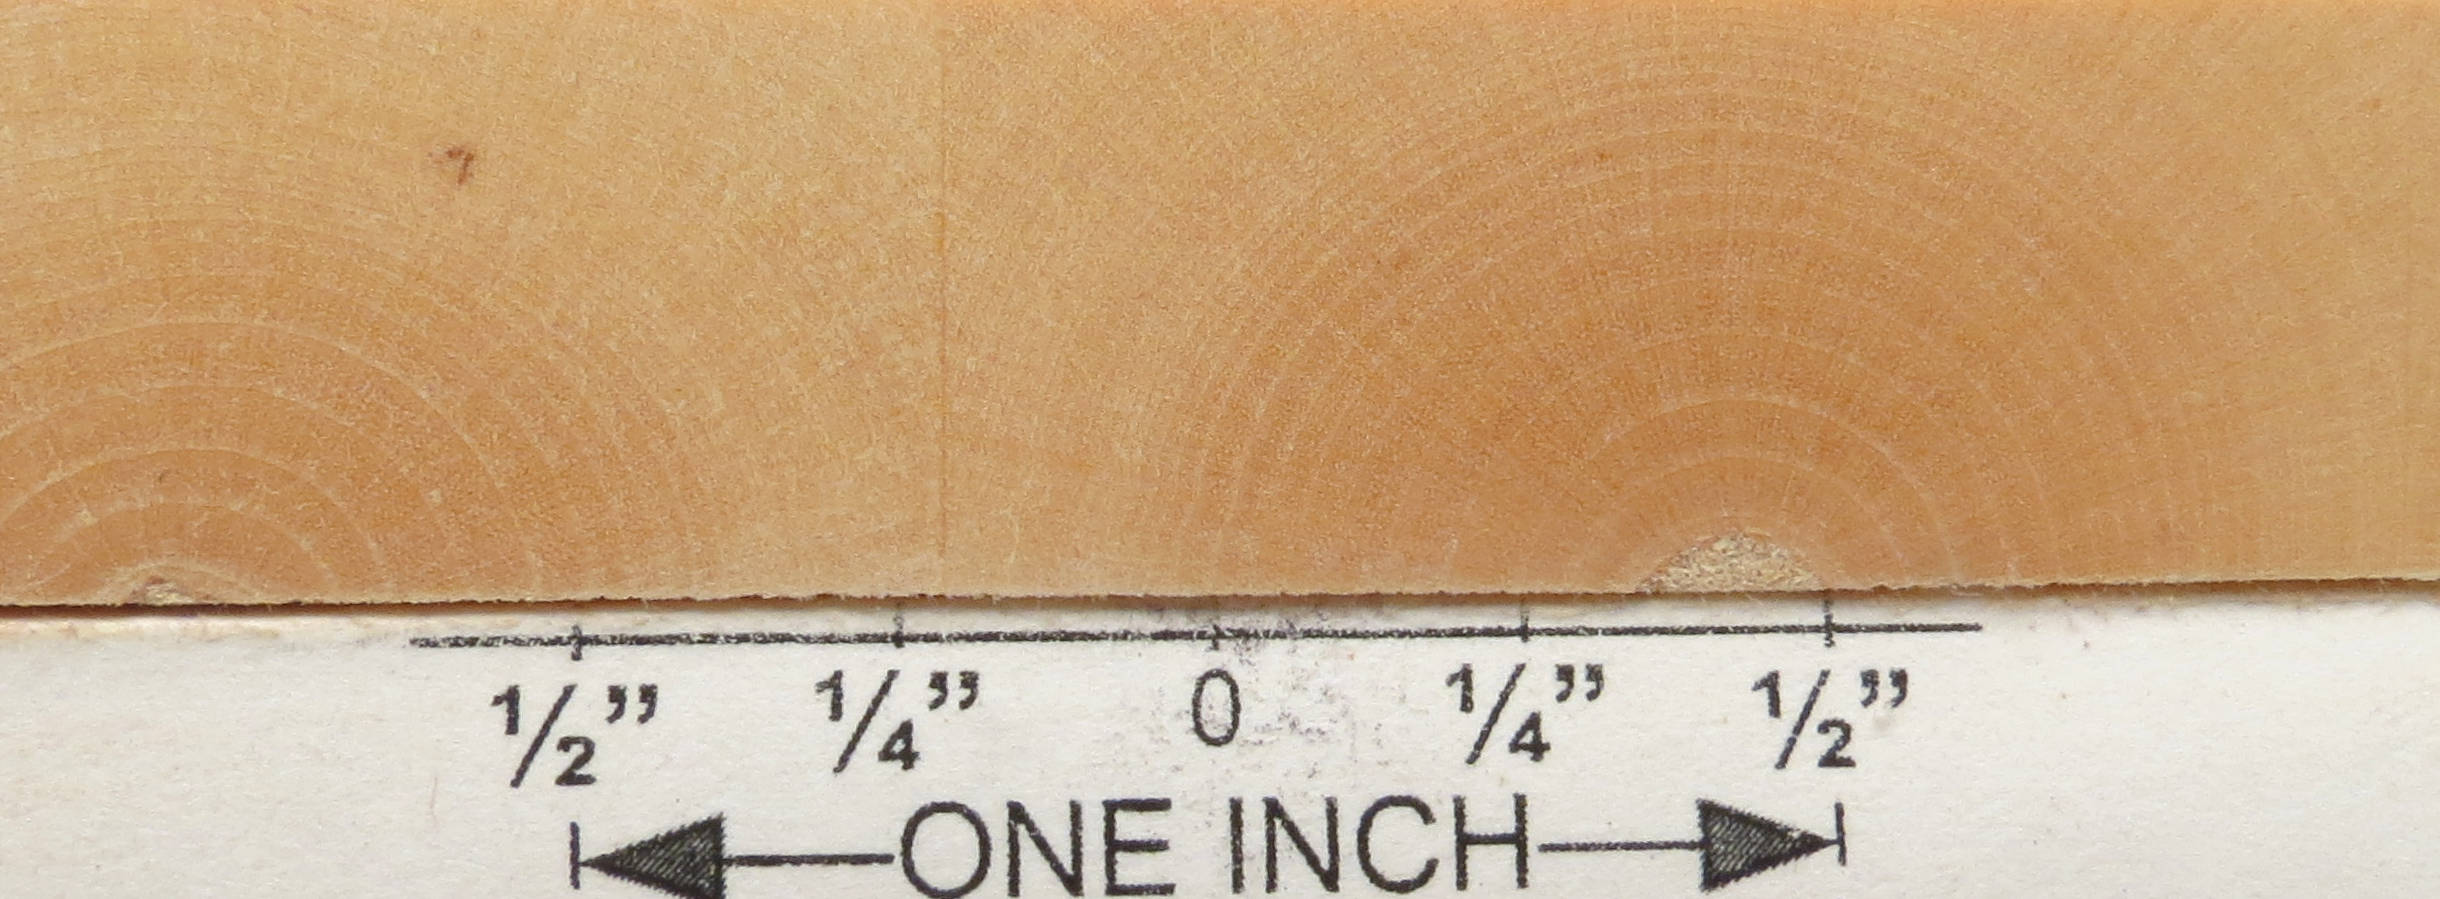 1/2” 1/4” 0 1/4” 1/2”
ONE INCH